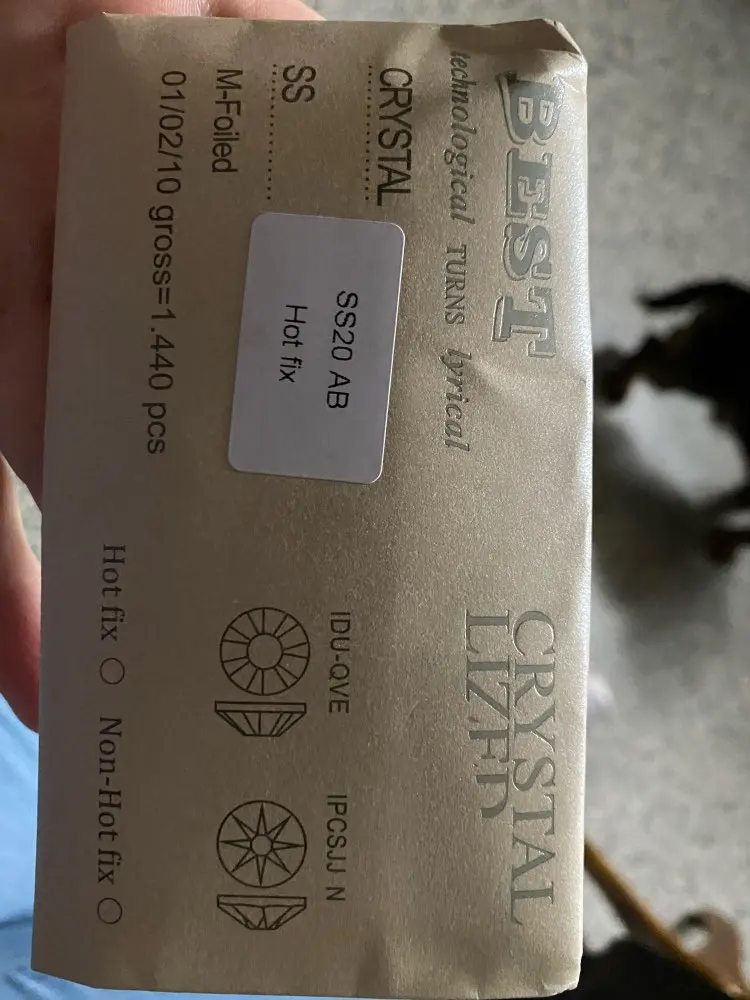 BEST
technological TURNS lyrical
CRYSTAL
LIZED
CRYSTAL
SS
M-Foiled
01/02/10 gross=1.440 pcs
SS20 AB
Hot fix
IDU-QVE
IPCSJJ-N
Hot fix
Non-Hot fix